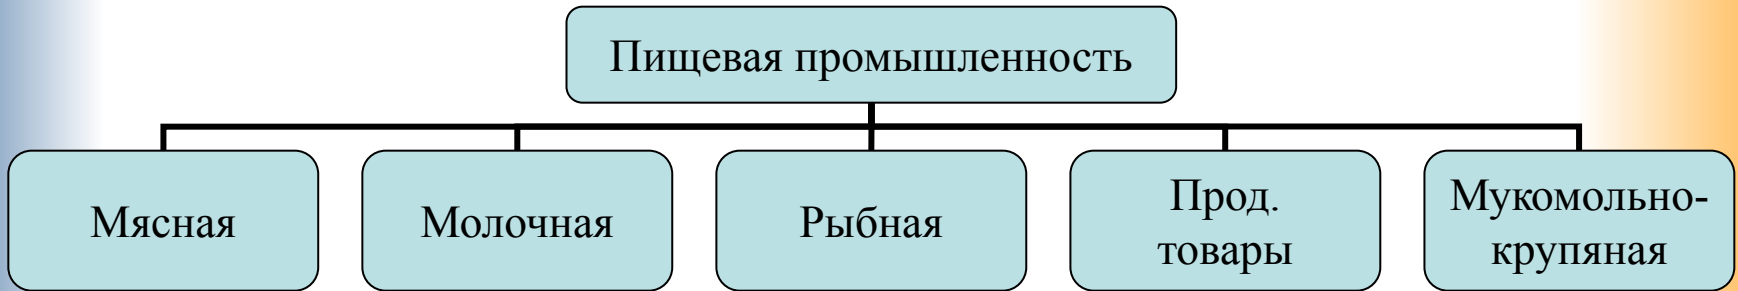 Пищевая промышленность
Мясная
Молочная
Рыбная
Прод.
товары
Мукомольно-
крупяная